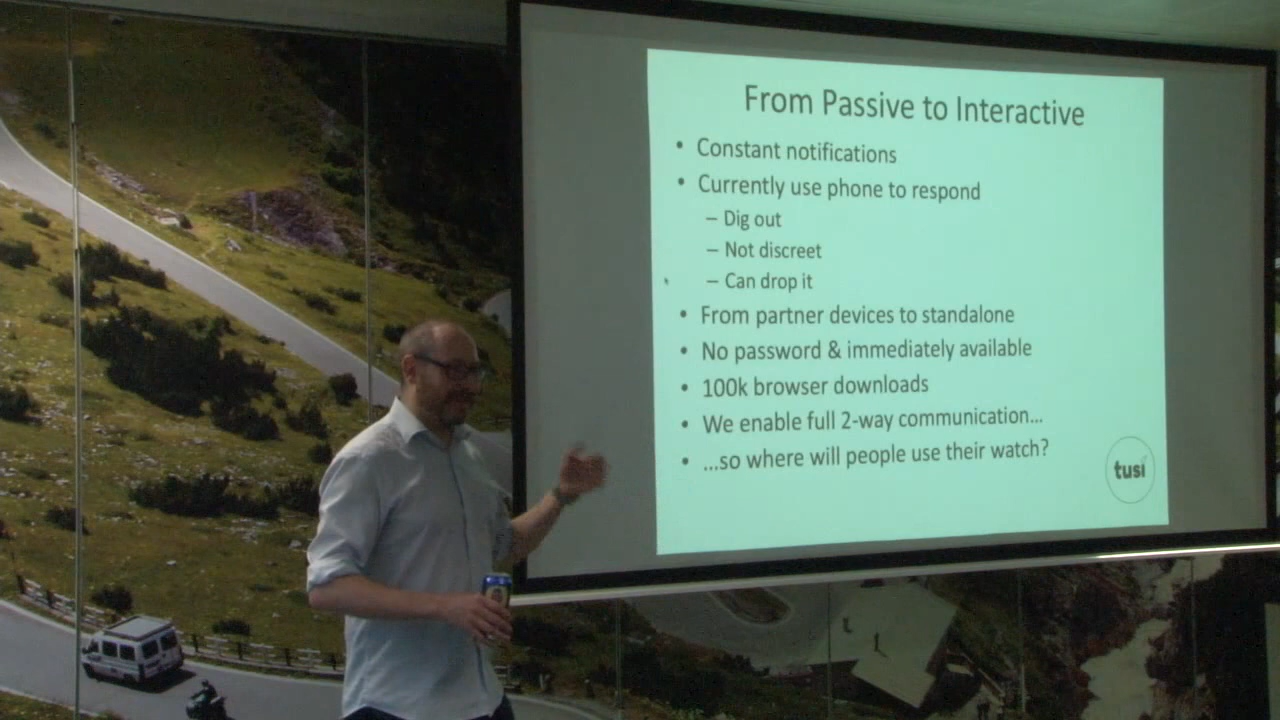 From Passive to Interactive
• Constant notifications
• Currently use phone to respond
– Dig out
– Not discreet
– Can drop it
• From partner devices to standalone
• No password & immediately available
• 100k browser downloads
• We enable full 2-way communication...
• ...so where will people use their watch?
tusi